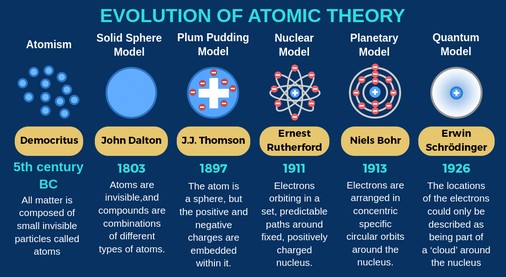 EVOLUTION OF ATOMIC THEORY
Atomism
Democritus
5th century
BC
All matter is
composed of
small invisible
particles called
atoms
Solid Sphere
Model
John Dalton
1803
Atoms are
invisible,and
compounds are
combinations
of different
types of atoms.
Plum Pudding
Model
J.J. Thomson
1897
The atom is
a sphere, but
the positive and
negative
charges are
embedded
within it.
Nuclear
Model
Ernest
Rutherford
1911
Electrons
orbiting in a
set, predictable
paths around
fixed, positively
charged
nucleus.
Planetary
Model
Niels Bohr
1913
Electrons are
arranged in
concentric
specific
circular orbits
around the
nucleus.
Quantum
Model
Erwin
Schrödinger
1926
The locations
of the electrons
could only be
described as
being part of
a ‘cloud’ around
the nucleus